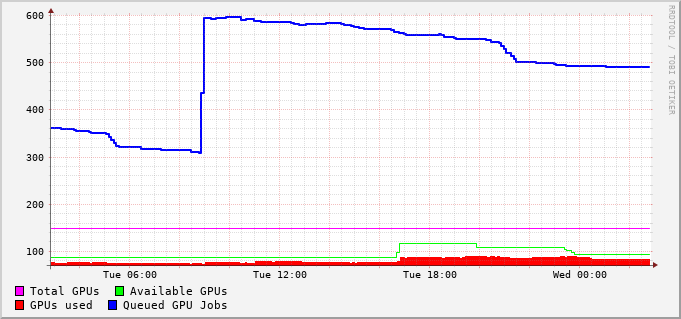 600
500
400
300
200
100
Tue 06:00 Tue 12:00 Tue 18:00 Wed 00:00
Total GPUs Available GPUs
GPUs used Queued GPU Jobs
RRDTOOL / TOBI OETIKER